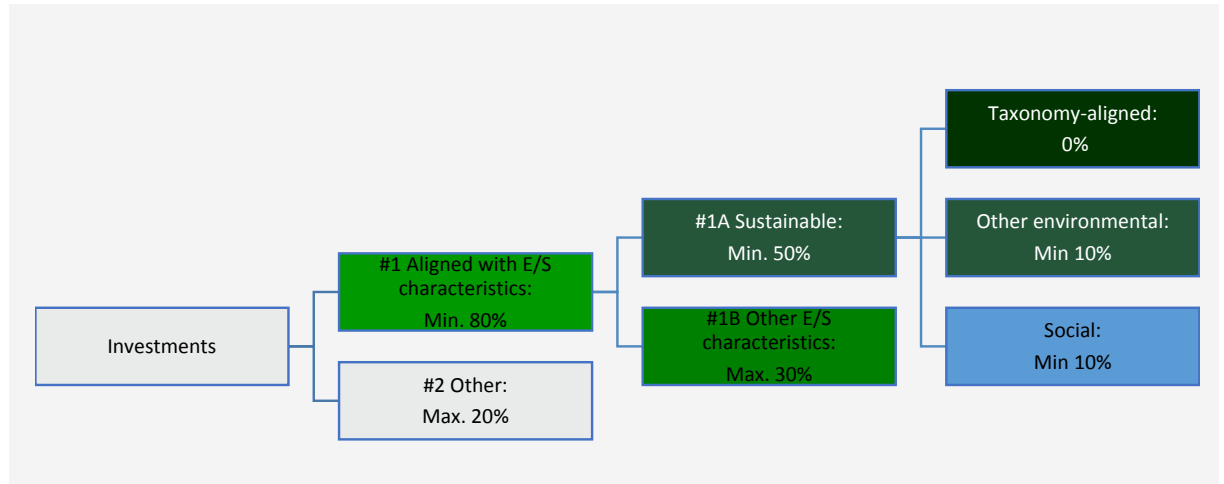 Investments
#1 Aligned with E/S
characteristics:
Min. 80%
#2 Other:
Max. 20%
#1A Sustainable:
Min. 50%
#1B Other E/S
characteristics:
Max. 30%
Taxonomy-aligned:
0%
Other environmental:
Min 10%
Social:
Min 10%